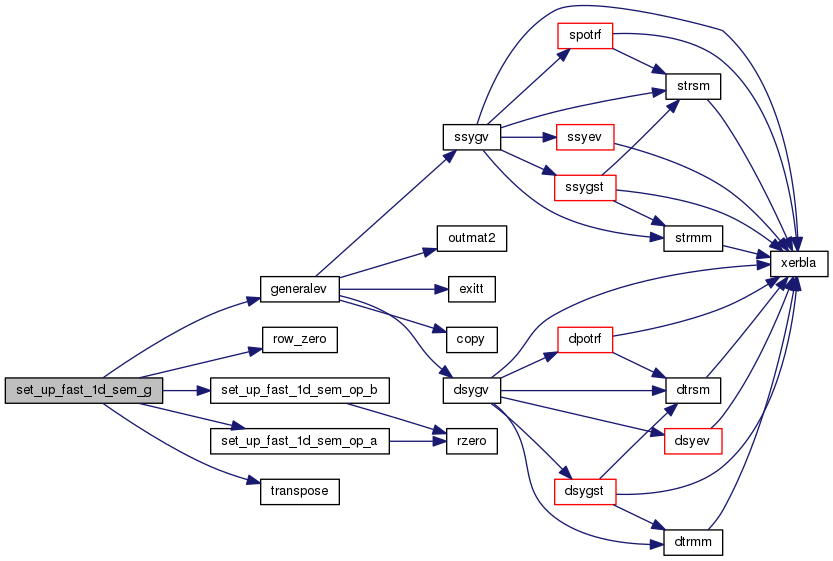 set_up_fast_1d_sem_g
generalev
row_zero
set_up_fast_1d_sem_op_b
set_up_fast_1d_sem_op_a
transpose
ssygv
outmat2
exitt
copy
dsygv
rzero
spotrf
ssyev
ssygst
dpotrf
dsygst
strsm
strmm
dtrsm
dsyev
dtrmm
xerbla